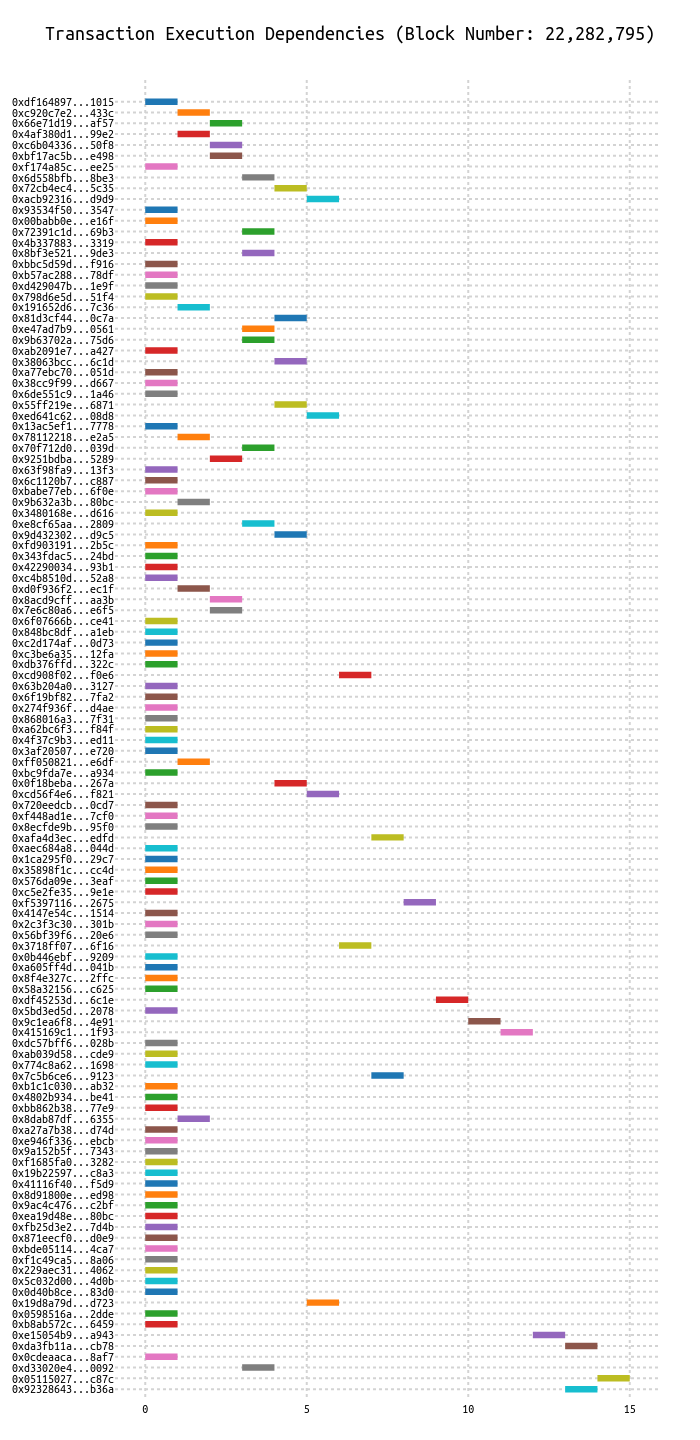 Transaction Execution Dependencies (Block Number: 22,282,795)
0xdf164897...1015
0xc920c7e2...433c
0x66e71d19...af57
0x4af380d1...99e2
0xc6b04336...50f8
0xbf17ac5b...e498
0xf174a85c...ee25
0x6d558bfb...8be3
0x72cb4ec4...5c35
0xacb92316...d9d9
0x93534f50...3547
0x00babb0e...e16f
0x72391c1d...69b3
0x4b337883...3319
0x8bf3e521...9de3
0xbbc5d59d...f916
0xb57ac288...78df
0xd429047b...1e9f
0x798d6e5d...51f4
0x191652d6...7c36
0x81d3cf44...0c7a
0xe47ad7b9...0561
0x9b63702a...75d6
0xab2091e7...a427
0x38063bcc...6c1d
0xa77ebc70...051d
0x38cc9f99...d667
0x6de551c9...1a46
0x55ff219e...6871
0xed641c62...08d8
0x13ac5ef1...7778
0x78112218...e2a5
0x70f712d0...039d
0x9251bdba...5289
0x63f98fa9...13f3
0x6c1120b7...c887
0xbabe77eb...6f0e
0x9b632a3b...80bc
0x3480168e...d616
0xe8cf65aa...2809
0x9d432302...d9c5
0xfd903191...2b5c
0x343fdac5...24bd
0x42290034...93b1
0xc4b8510d...52a8
0xd0f936f2...ec1f
0x8acd9cff...aa3b
0x7e6c80a6...e6f5
0x6f07666b...ce41
0x848bc8df...a1eb
0xc2d174af...0d73
0xc3be6a35...12fa
0xdb376ffd...322c
0xcd908f02...f0e6
0x63b204a0...3127
0x6f19bf82...7fa2
0x274f936f...d4ae
0x868016a3...7f31
0xa62bc6f3...f84f
0x4f37c9b3...ed11
0x3af20507...e720
0xff050821...e6df
0xbc9fda7e...a934
0x0f18beba...267a
0xcd56f4e6...f821
0x720eedcb...0cd7
0xf448ad1e...7cf0
0x8ecfde9b...95f0
0xafa4d3ec...edfd
0xaec684a8...044d
0x1ca295f0...29c7
0x35898f1c...cc4d
0x576da09e...3eaf
0xc5e2fe35...9e1e
0xf5397116...2675
0x4147e54c...1514
0x2c3f3c30...301b
0x56bf39f6...20e6
0x3718ff07...6f16
0x0b446ebf...9209
0xa605ff4d...041b
0x8f4e327c...2ffc
0x58a32156...c625
0xdf45253d...6c1e
0x5bd3ed5d...2078
0x9c1ea6f8...4e91
0x415169c1...1f93
0xdc57bff6...028b
0xab039d58...cde9
0x774c8a62...1698
0x7c5b6ce6...9123
0xb1c1c030...ab32
0x4802b934...be41
0xbb862b38...77e9
0x8dab87df...6355
0xa27a7b38...d74d
0xe946f336...ebcb
0x9a152b5f...7343
0xf1685fa0...3282
0x19b22597...c8a3
0x41116f40...f5d9
0x8d91800e...ed98
0x9ac4c476...c2bf
0xea19d48e...80bc
0xfb25d3e2...7d4b
0x871eecf0...d0e9
0xbde05114...4ca7
0xf1c49ca5...8a06
0x229aec31...4062
0x5c032d00...4d0b
0x0d40b8ce...83d0
0x19d8a79d...d723
0x0598516a...2dde
0xb8ab572c...6459
0xe15054b9...a943
0xda3fb11a...cb78
0x0cdeaaca...8af7
0xd33020e4...0092
0x05115027...c87c
0x92328643...b36a
0 5 10 15